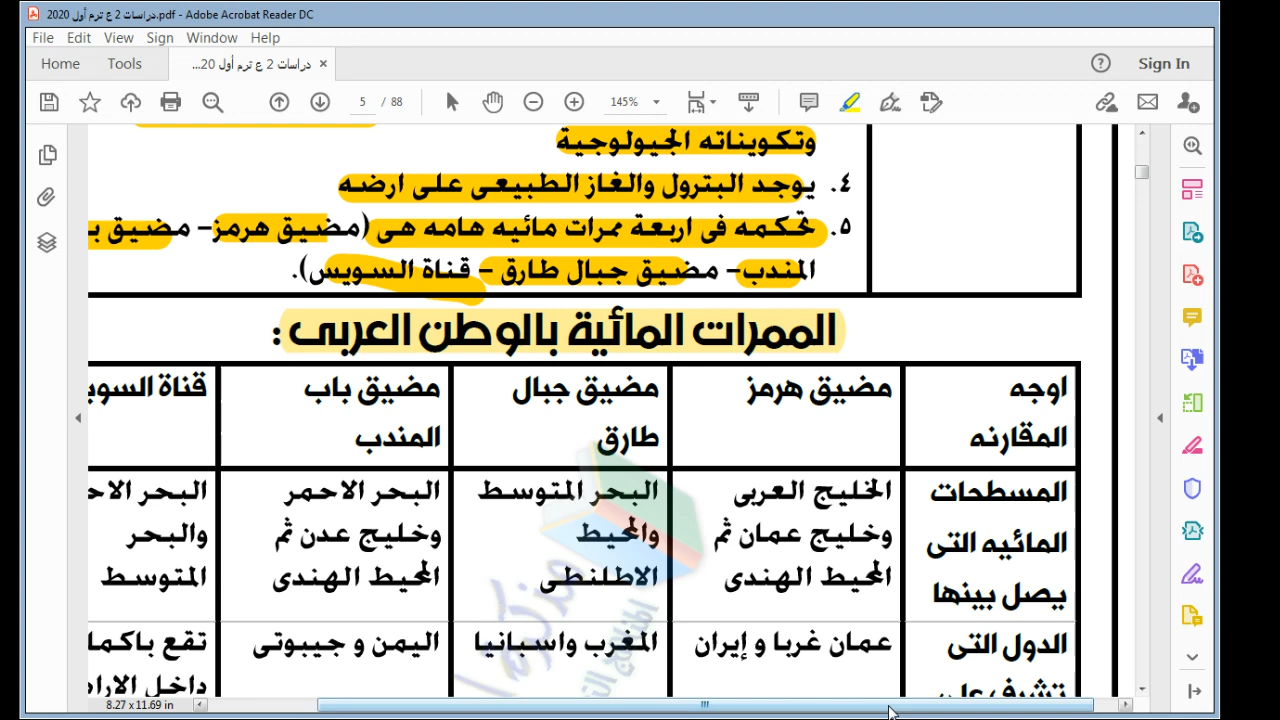 دراسات 2 ع ترم أول 2020.pdf - Adobe Acrobat Reader DC
File Edit View Sign Window Help
Home Tools دراسات 2 ع ترم أول 20... × Sign In
5 / 88 145%
وتكويناته الجيولوجية
٤. يوجد البترول والغاز الطبيعى على ارضه
٥. تحكمه فى اربعة ممرات مائيه هامه هى (مضيق هرمز– مضيق
المندب– مضيق جبال طارق – قناة السويس).
الممرات المائية بالوطن العربى :
اوجه المقارنه
مضيق هرمز
مضيق جبال طارق
مضيق باب المندب
قناة السو
المسطحات المائيه التى يصل بينها
الخليج العربى وخليج عمان ثم المحيط الهندى
البحر المتوسط والمحيط الاطلنطى
البحر الاحمر وخليج عدن ثم المحيط الهندى
البحر الاح والبحر المتوسط
الدول التى تشرف على
عمان غربا و إيران
المغرب واسبانيا
اليمن و جيبوتى
تقع باكما داخل الارا
8.27 x 11.69 in